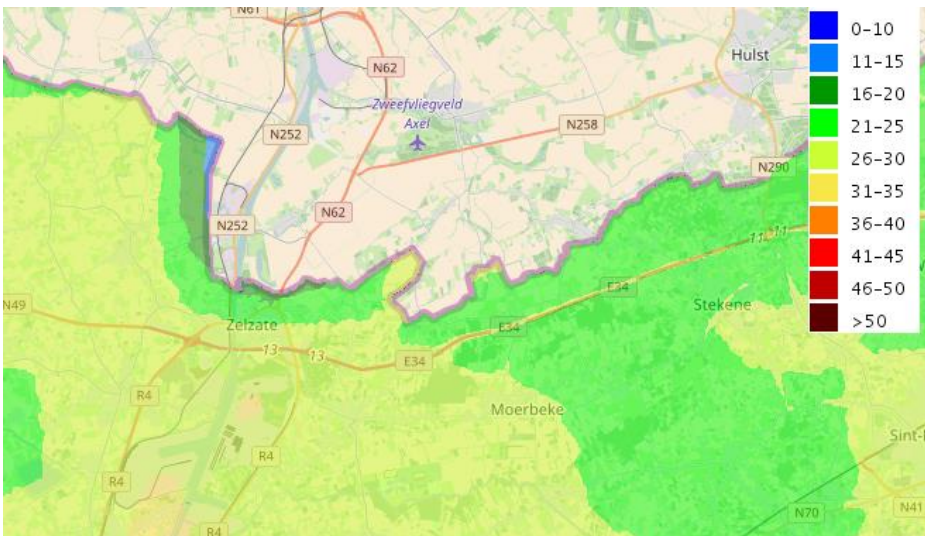 N61
0–10
11–15
16–20
21–25
26–30
31–35
36–40
41–45
46–50
>50
Hulst
N62
Zweefvliegveld
Axel
N252
N258
N290
N62
N252
11
11
E34
N49
Zelzate
Stekene
E34
13
13
E34
R4
Moerbeke
R4
R4
R4
N70
N41